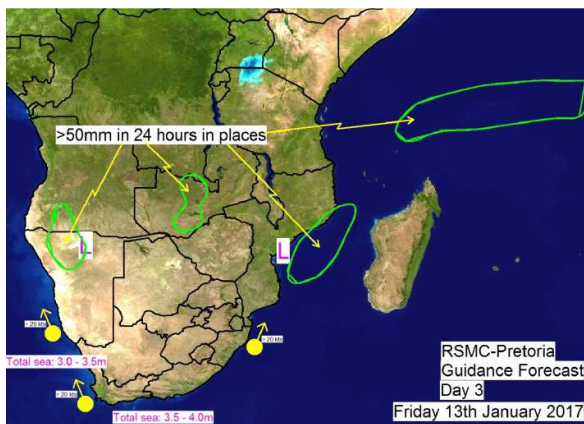 >50mm in 24 hours in places
L
L
> 20 kts
> 20 kts
Total sea: 3.0 - 3.5m
> 20 kts
Total sea: 3.5 - 4.0m
RSMC-Pretoria
Guidance Forecast
Day 3
Friday 13th January 2017